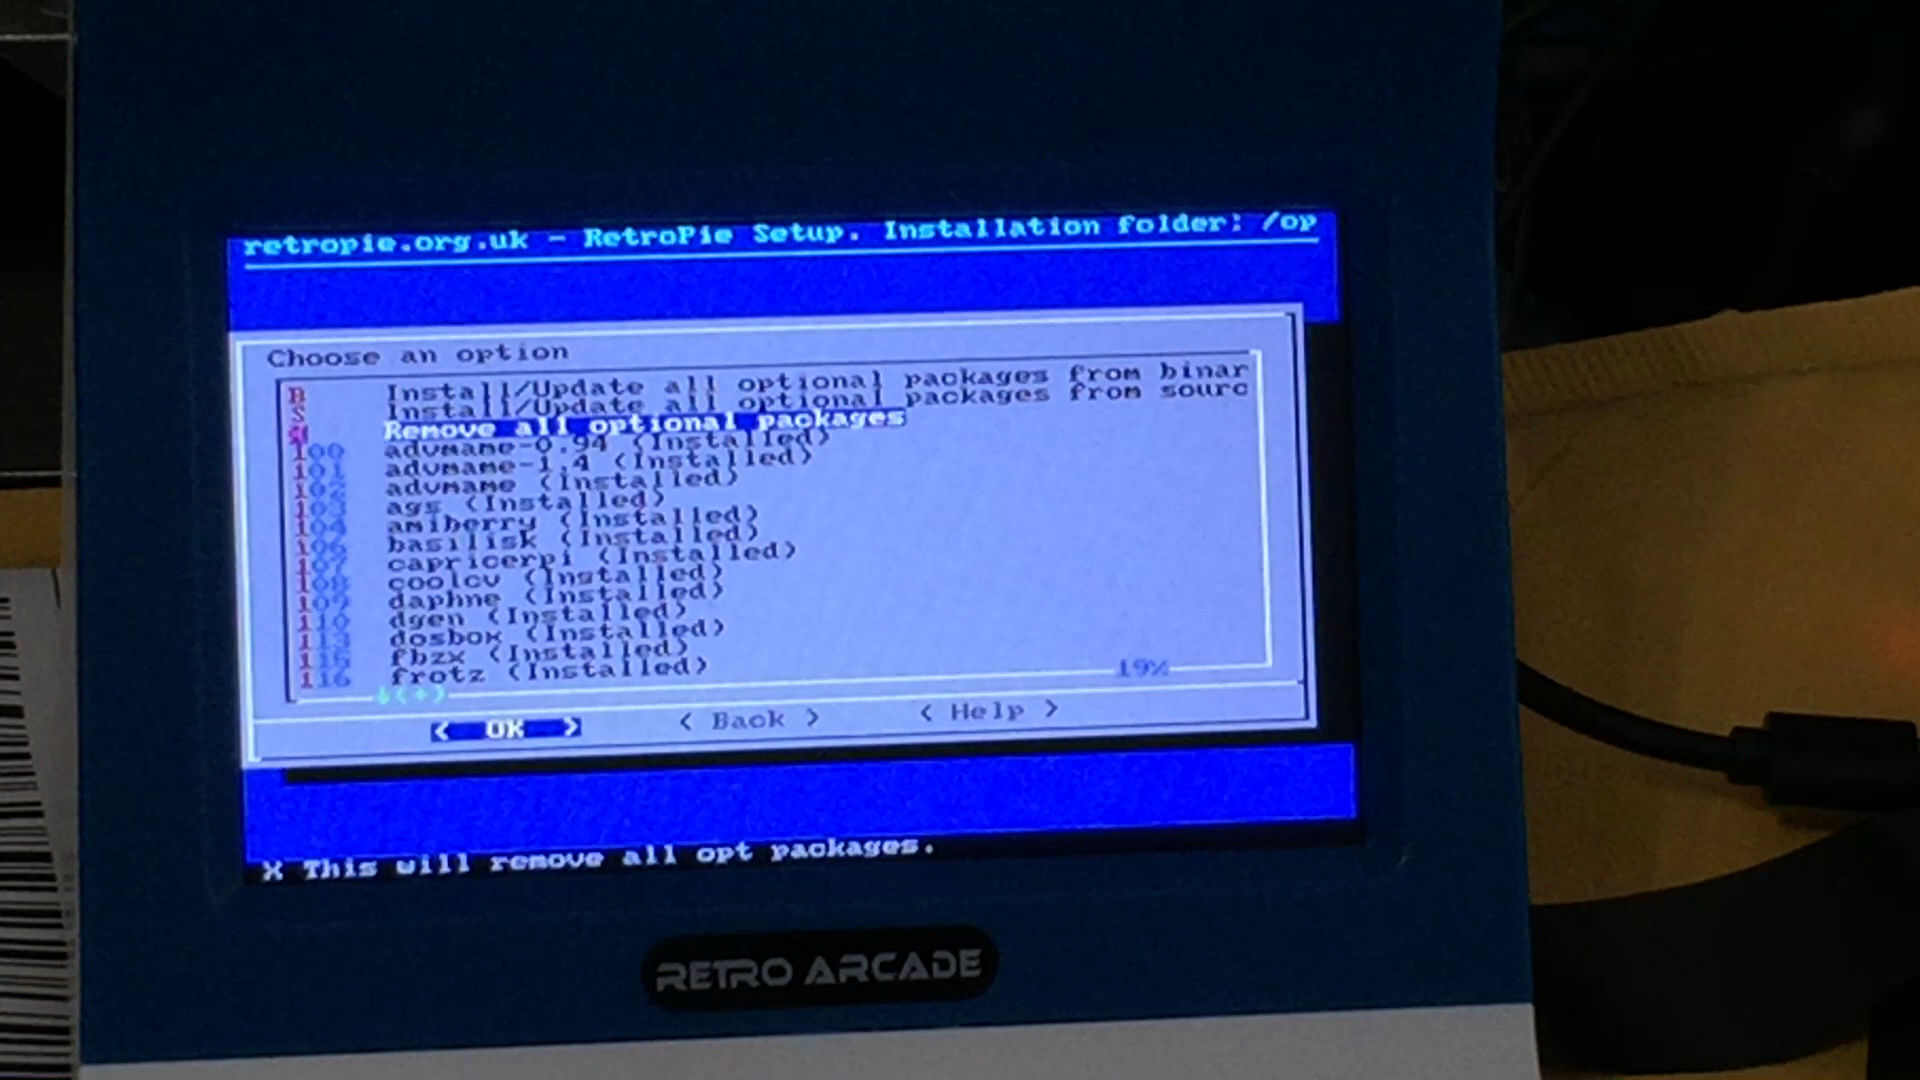 retropie.org.uk - RetroPie Setup. Installation folder: /op
Choose an option
B Install/Update all optional packages from binar
S Install/Update all optional packages from sourc
Remove all optional packages
100 advmame-0.94 (Installed)
101 advmame-1.4 (Installed)
102 advmame (Installed)
103 ags (Installed)
104 amiberry (Installed)
106 basilisk (Installed)
107 capricerpi (Installed)
108 coolcv (Installed)
109 daphne (Installed)
110 dgen (Installed)
113 dosbox (Installed)
115 fbzx (Installed)
116 frotz (Installed)
↓(+) 19%
< OK > < Back > < Help >
X This will remove all opt packages.
RETRO ARCADE